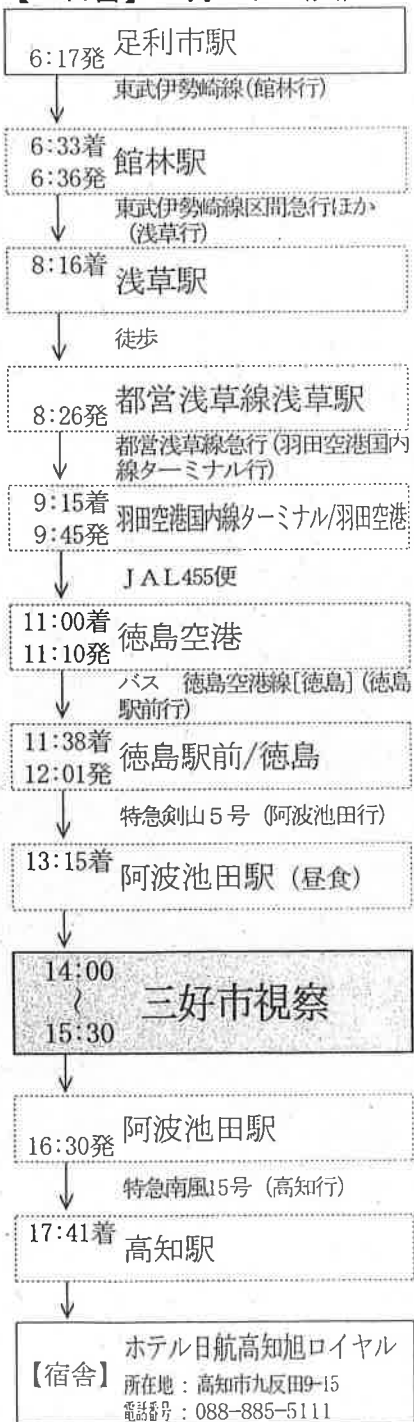 足利市駅
6:17発
東武伊勢崎線(館林行)
6:33着
館林駅
6:36発
東武伊勢崎線区間急行ほか
(浅草行)
8:16着
浅草駅
徒歩
都営浅草線浅草駅
8:26発
都営浅草線急行(羽田空港国内
線ターミナル行)
9:15着
羽田空港国内線ターミナル/羽田空港
9:45発
JAL455便
11:00着
徳島空港
11:10発
バス 徳島空港線[徳島](徳島
駅前行)
11:38着
徳島駅前/徳島
12:01発
特急剣山5号(阿波池田行)
13:15着
阿波池田駅(昼食)
14:00
~
15:30
三好市視察
阿波池田駅
16:30発
特急南風15号(高知行)
17:41着
高知駅
ホテル日航高知旭ロイヤル
【宿舎】
所在地:高知市九反田9-15
電話番号:088-885-5111